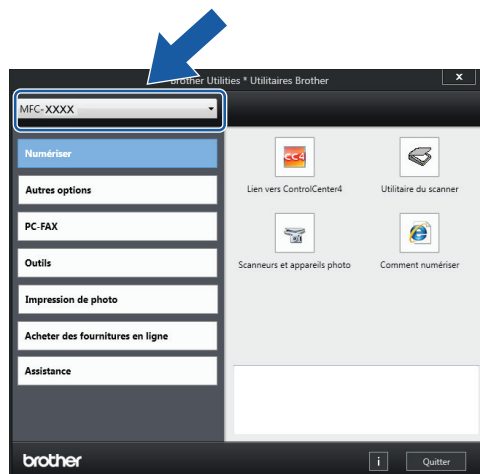 Brother Utilities * Utilitaires Brother
x
MFC-XXXX
Numériser
Autres options
PC-FAX
Outils
Impression de photo
Acheter des fournitures en ligne
Assistance
CC4
Lien vers ControlCenter4
Utilitaire du scanner
Scanneurs et appareils photo
Comment numériser
brother
i
Quitter